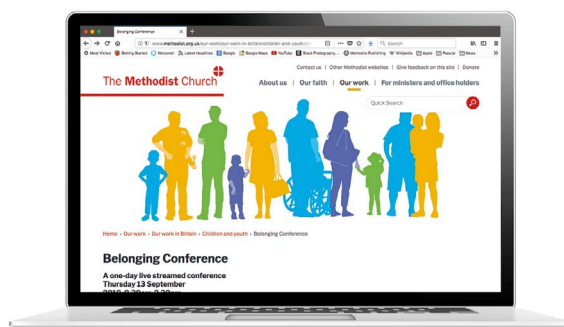 Belonging Conference
www.methodist.org.uk/our-work/our-work-in-britain/children-and-youth/
Search
Most Visited Getting Started Welcome Latest Headlines Google Google Maps YouTube Methodist Publishing Wikipedia Apple Popular News
Contact us | Other Methodist websites | Give feedback on this site | Donate
The Methodist Church
About us | Our faith | Our work | For ministers and office holders
Quick Search
Home › Our work › Our work in Britain › Children and youth › Belonging Conference
Belonging Conference
A one-day live streamed conference
Thursday 13 September